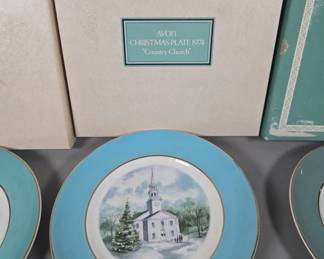 AVON
CHRISTMAS PLATE 1974
"Country Church"